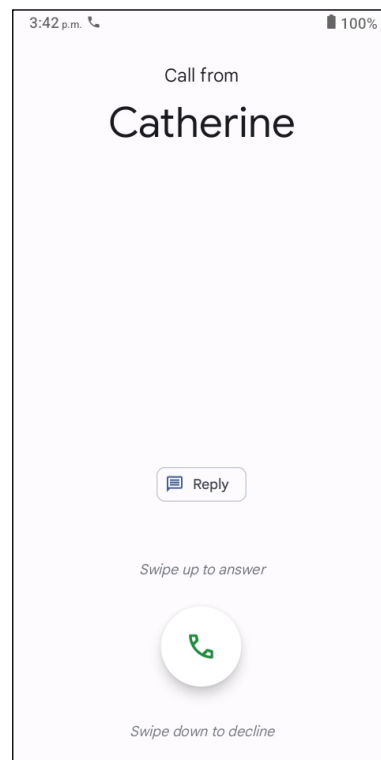 3:42 p.m. 100%
Call from
Catherine
Reply
Swipe up to answer
Swipe down to decline